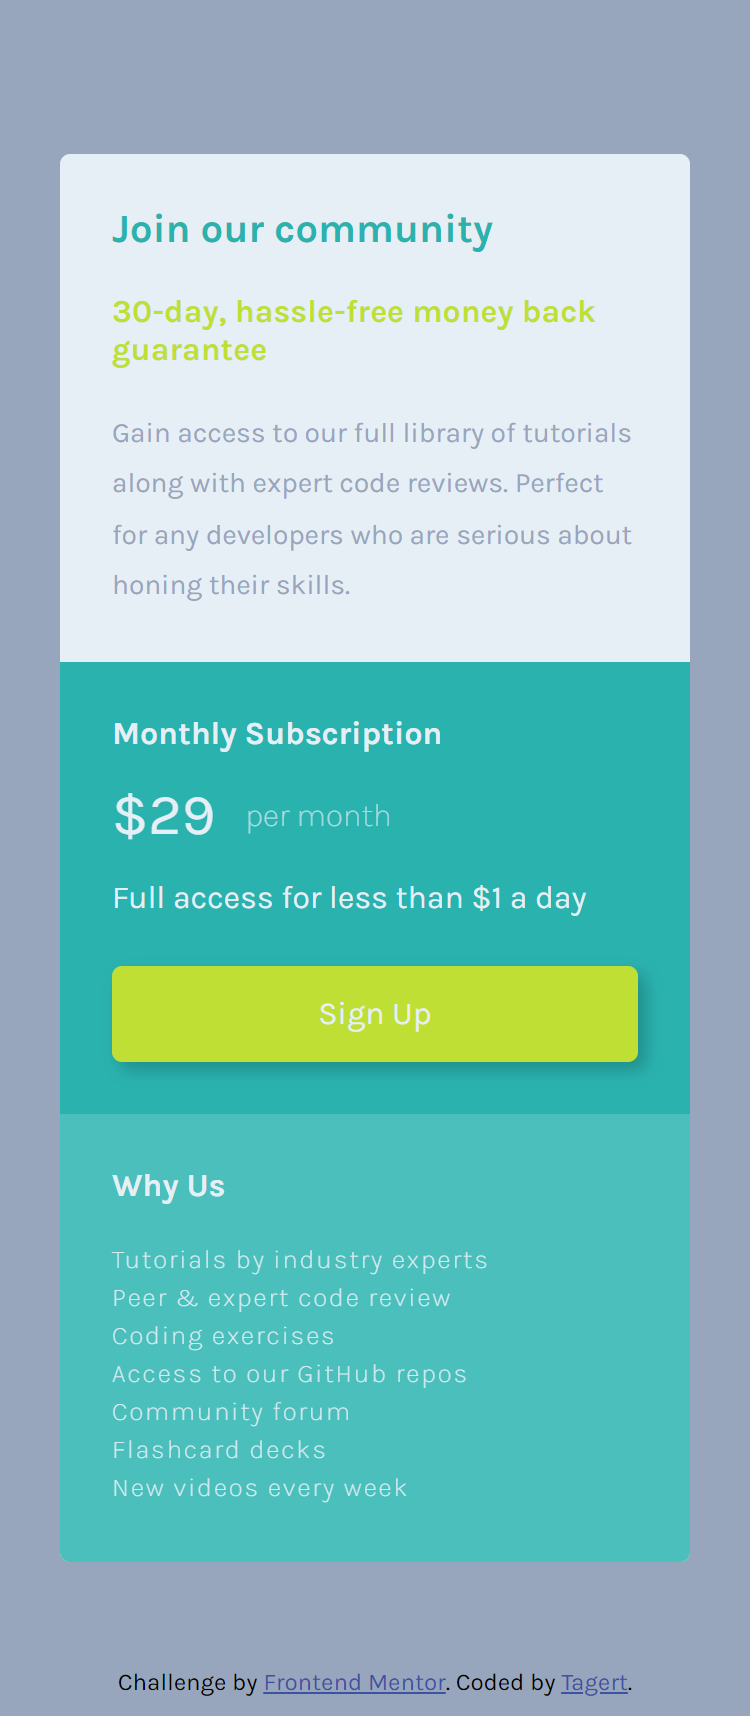 Join our community
30-day, hassle-free money back
guarantee
Gain access to our full library of tutorials
along with expert code reviews. Perfect
for any developers who are serious about
honing their skills.
Monthly Subscription
$29 per month
Full access for less than $1 a day
Sign Up
Why Us
Tutorials by industry experts
Peer & expert code review
Coding exercises
Access to our GitHub repos
Community forum
Flashcard decks
New videos every week
Challenge by Frontend Mentor. Coded by Tagert.